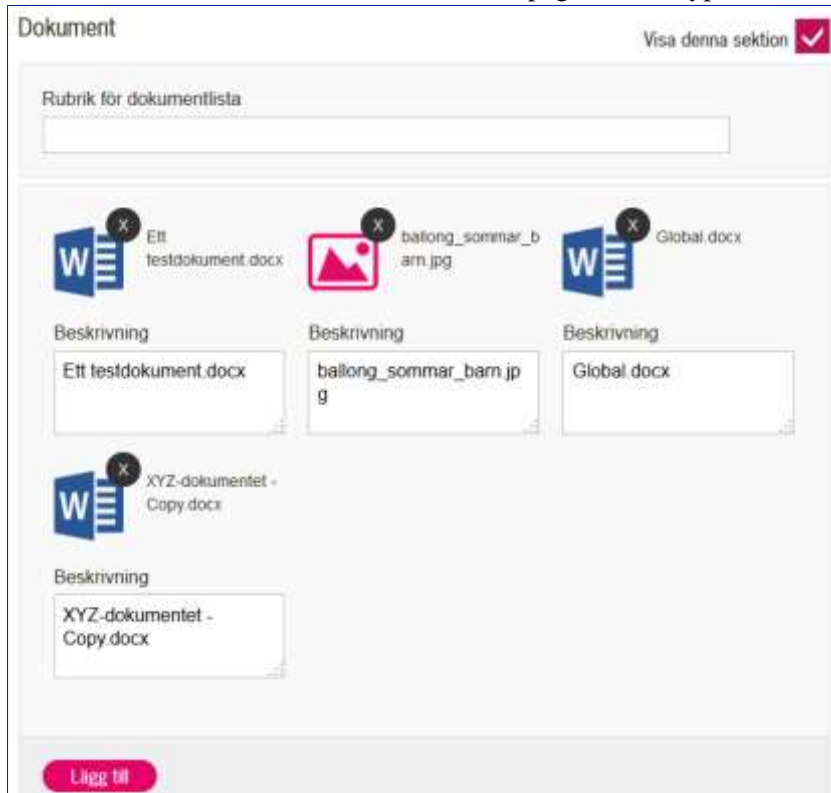 Dokument
Visa denna sektion
Rubrik för dokumentlista
X
Ett
testdokument.docx
X
ballong_sommar_b
arn.jpg
X
Global.docx
W
W
Beskrivning
Beskrivning
Beskrivning
Ett testdokument.docx
ballong_sommar_barn.jp
g
Global.docx
X
XYZ-dokumentet -
Copy.docx
W
Beskrivning
XYZ-dokumentet -
Copy.docx
Lägg till